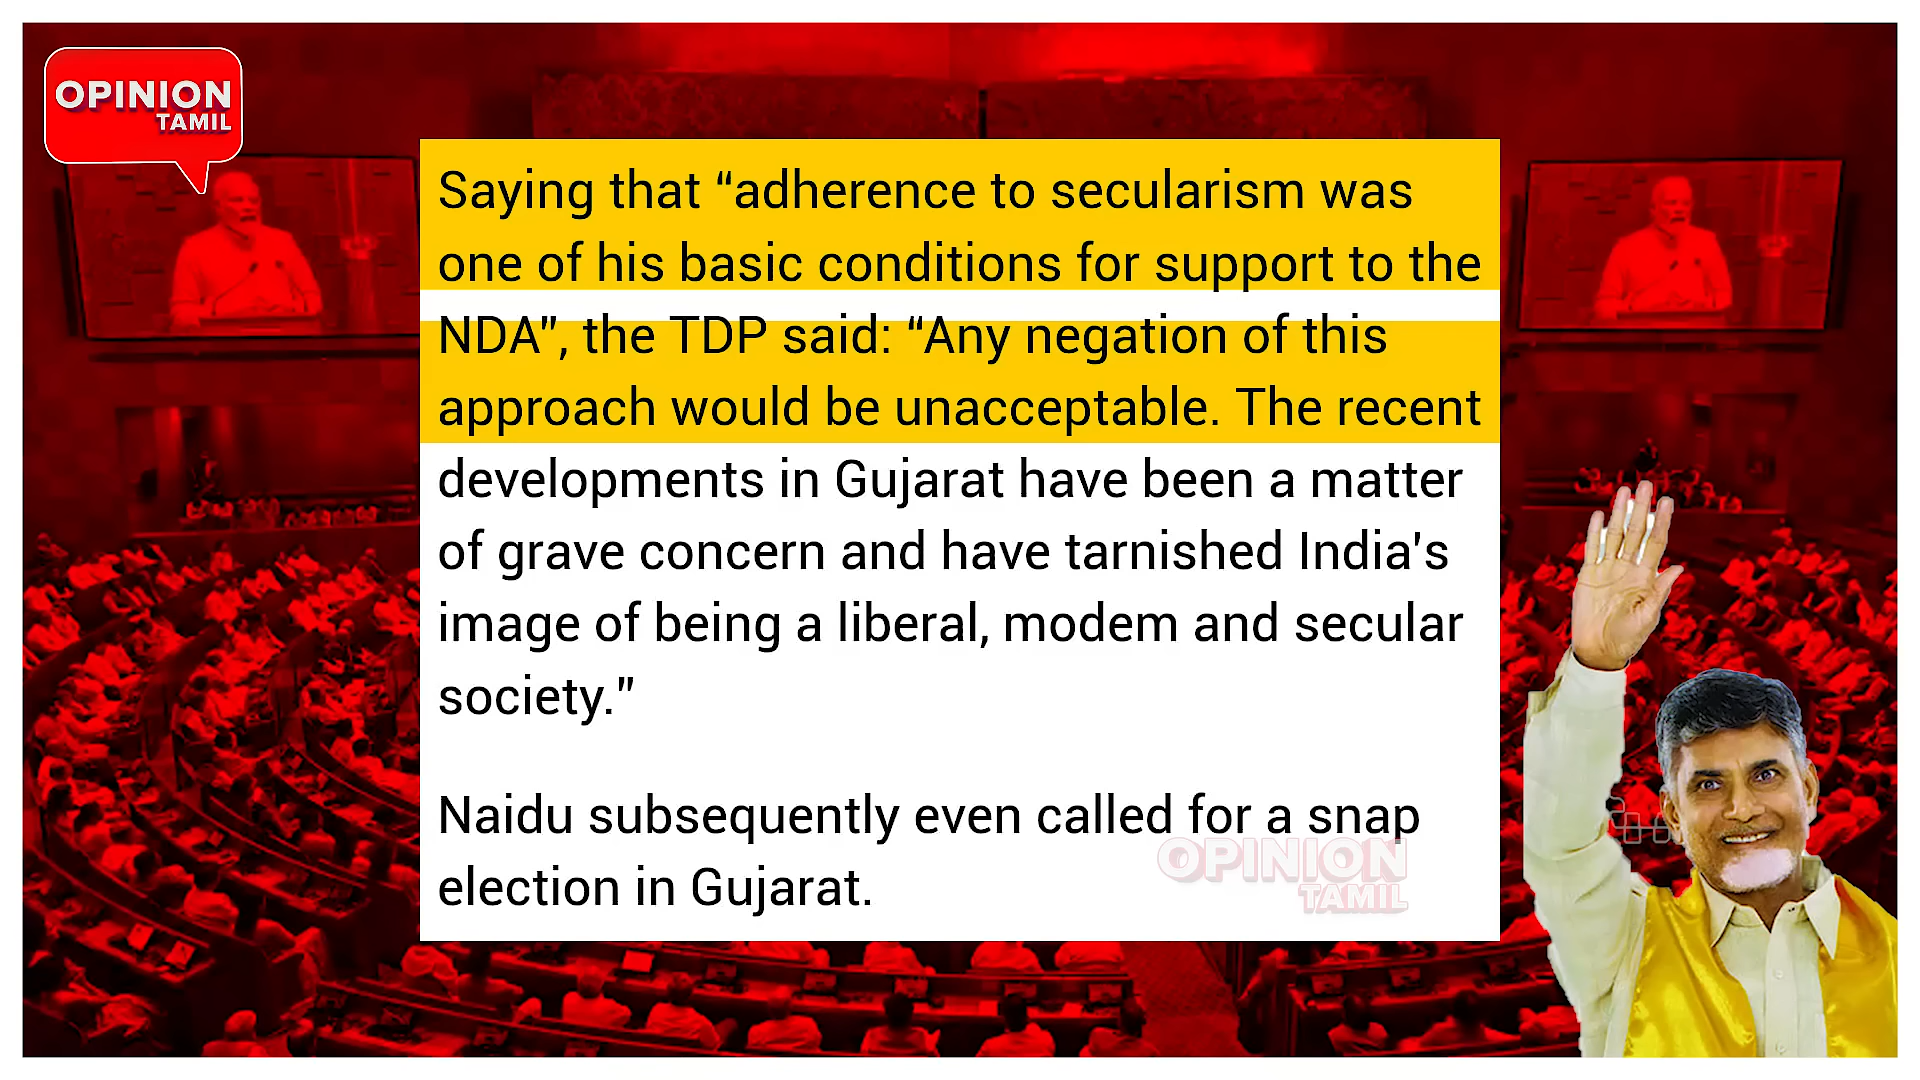 OPINION
TAMIL
Saying that “adherence to secularism was
one of his basic conditions for support to the
NDA”, the TDP said: “Any negation of this
approach would be unacceptable. The recent
developments in Gujarat have been a matter
of grave concern and have tarnished India's
image of being a liberal, modem and secular
society.”
Naidu subsequently even called for a snap
election in Gujarat.
OPINION
TAMIL